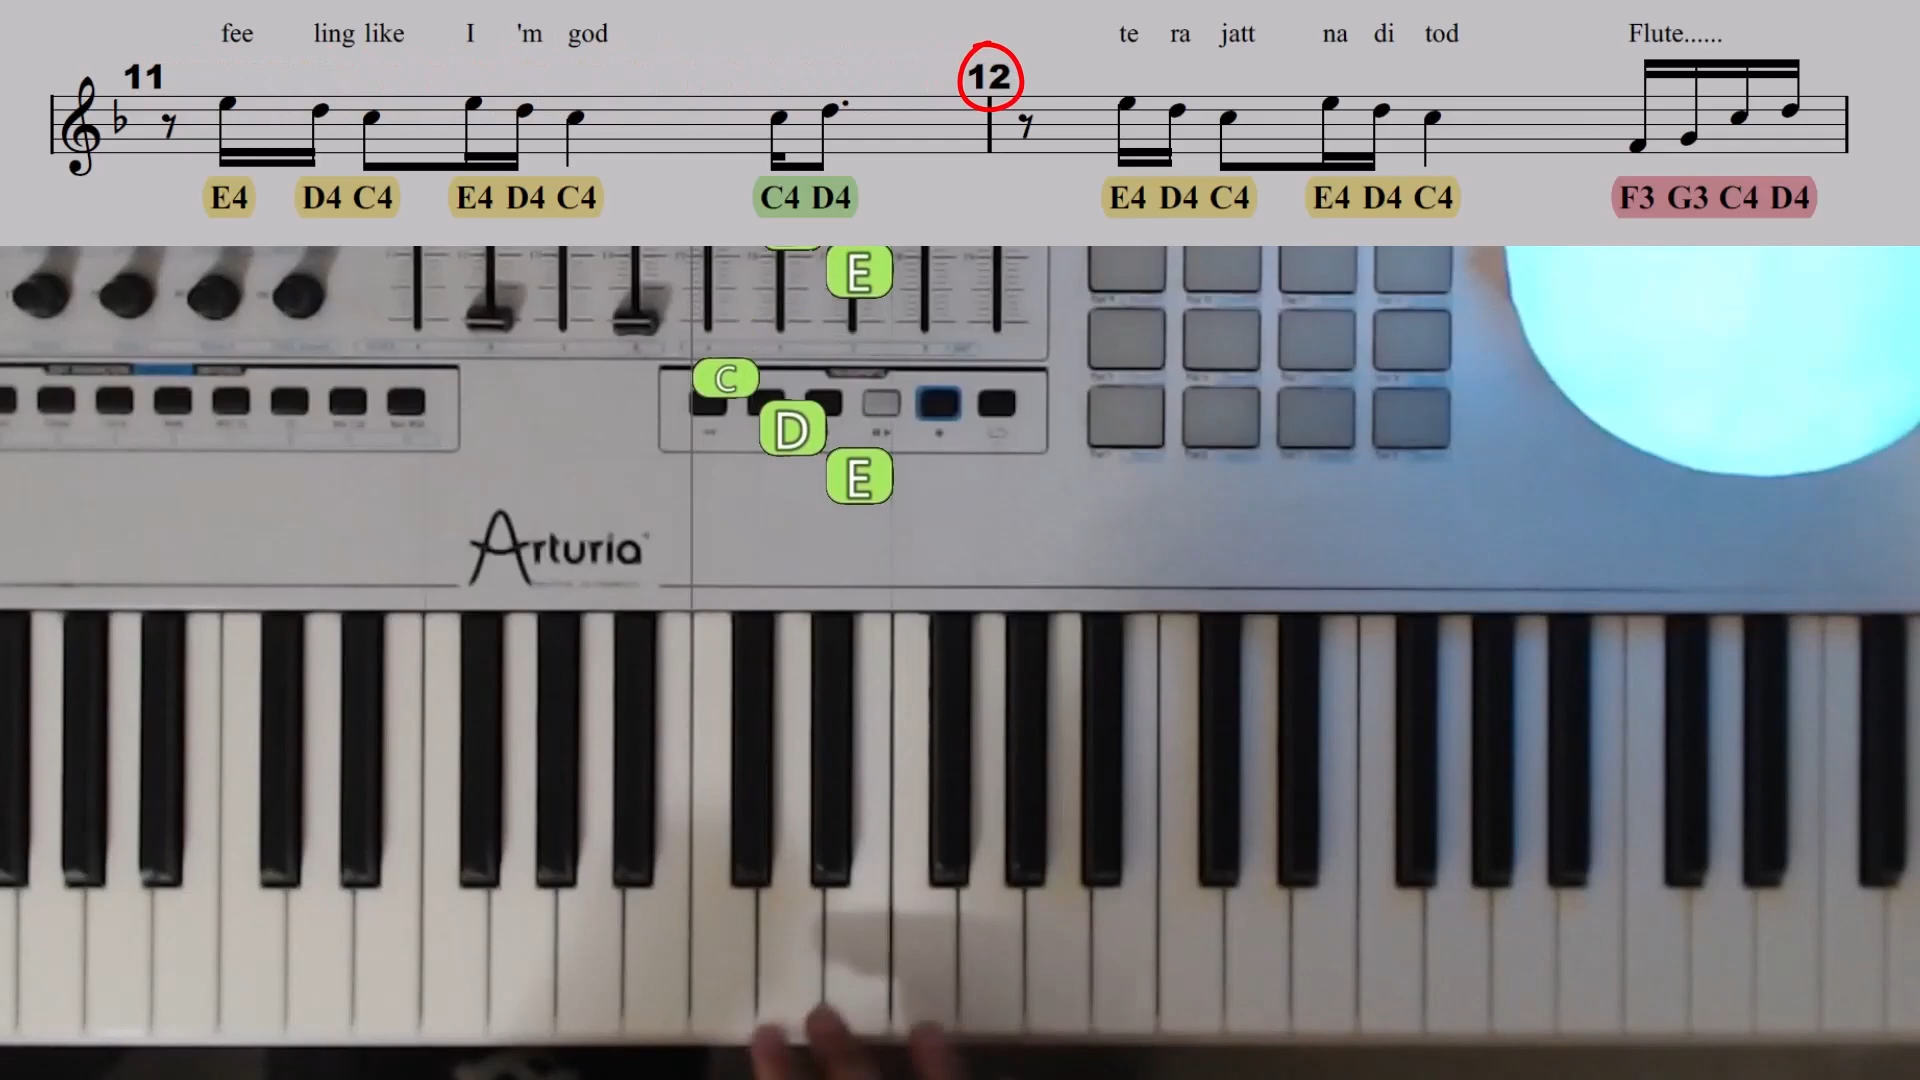 fee ling like I 'm god te ra jatt na di tod Flute......
11 12
E4 D4 C4 E4 D4 C4 C4 D4 E4 D4 C4 E4 D4 C4 F3 G3 C4 D4
E
C
D
E
Arturia